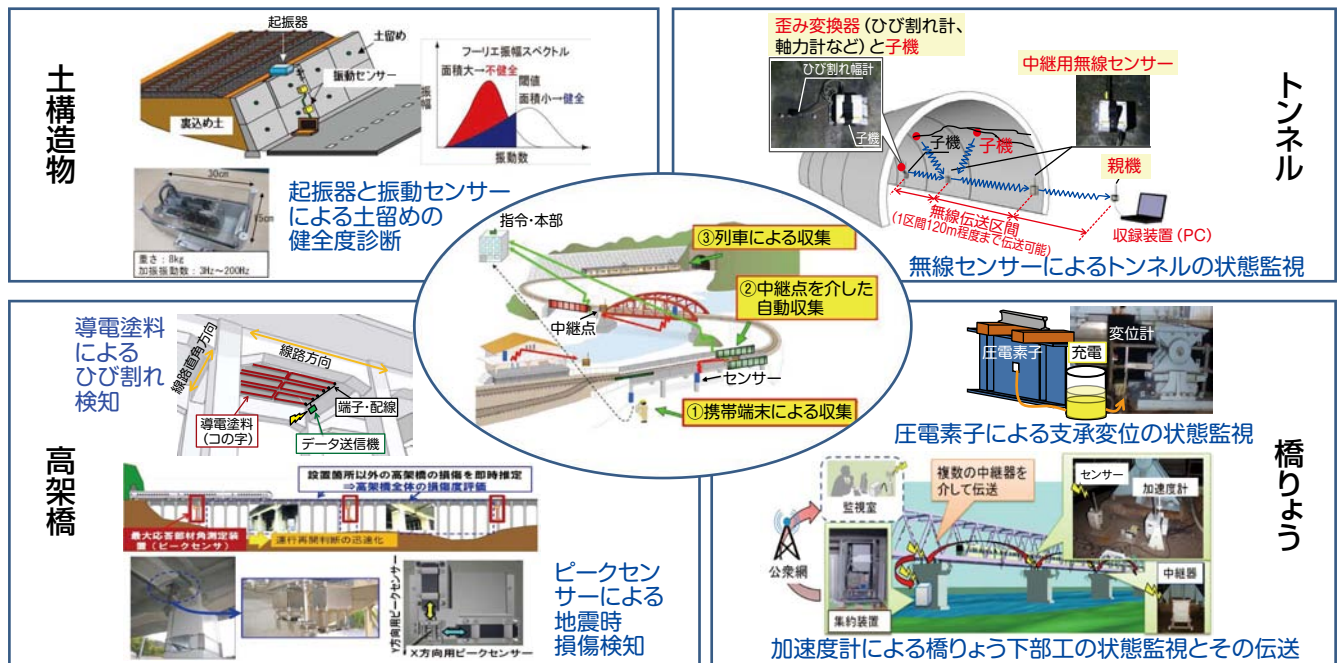 土構造物
起振器
土留め
振動センサー
裏込め土
フーリエ振幅スペクトル
面積大→不健全
閾値
面積小→健全
振幅
振動数
30cm
15cm
重さ：8kg
加振振動数：3Hz～200Hz
起振器と振動センサー
による土留めの
健全度診断
トンネル
歪み変換器（ひび割れ計、
軸力計など）と子機
ひび割れ幅計
子機
中継用無線センサー
子機
子機
親機
無線伝送区間
（1区間120m程度まで伝送可能）
収録装置（PC）
無線センサーによるトンネルの状態監視
指令・本部
③列車による収集
②中継点を介した
自動収集
中継点
センサー
①携帯端末による収集
高架橋
導電塗料
による
ひび割れ
検知
線路直角方向
線路方向
導電塗料
（コの字）
端子・配線
データ送信機
設置箇所以外の高架橋の損傷を即時推定
⇒高架橋全体の損傷度評価
最大応答部材角測定装
置（ピークセンサ）
運行再開判断の迅速化
Y方向用ピークセンサー
X方向用ピークセンサー
ピークセン
サーによる
地震時
損傷検知
橋りょう
圧電素子
充電
変位計
圧電素子による支承変位の状態監視
監視室
複数の中継器を
介して伝送
センサー
加速度計
公衆網
集約装置
中継器
加速度計による橋りょう下部工の状態監視とその伝送